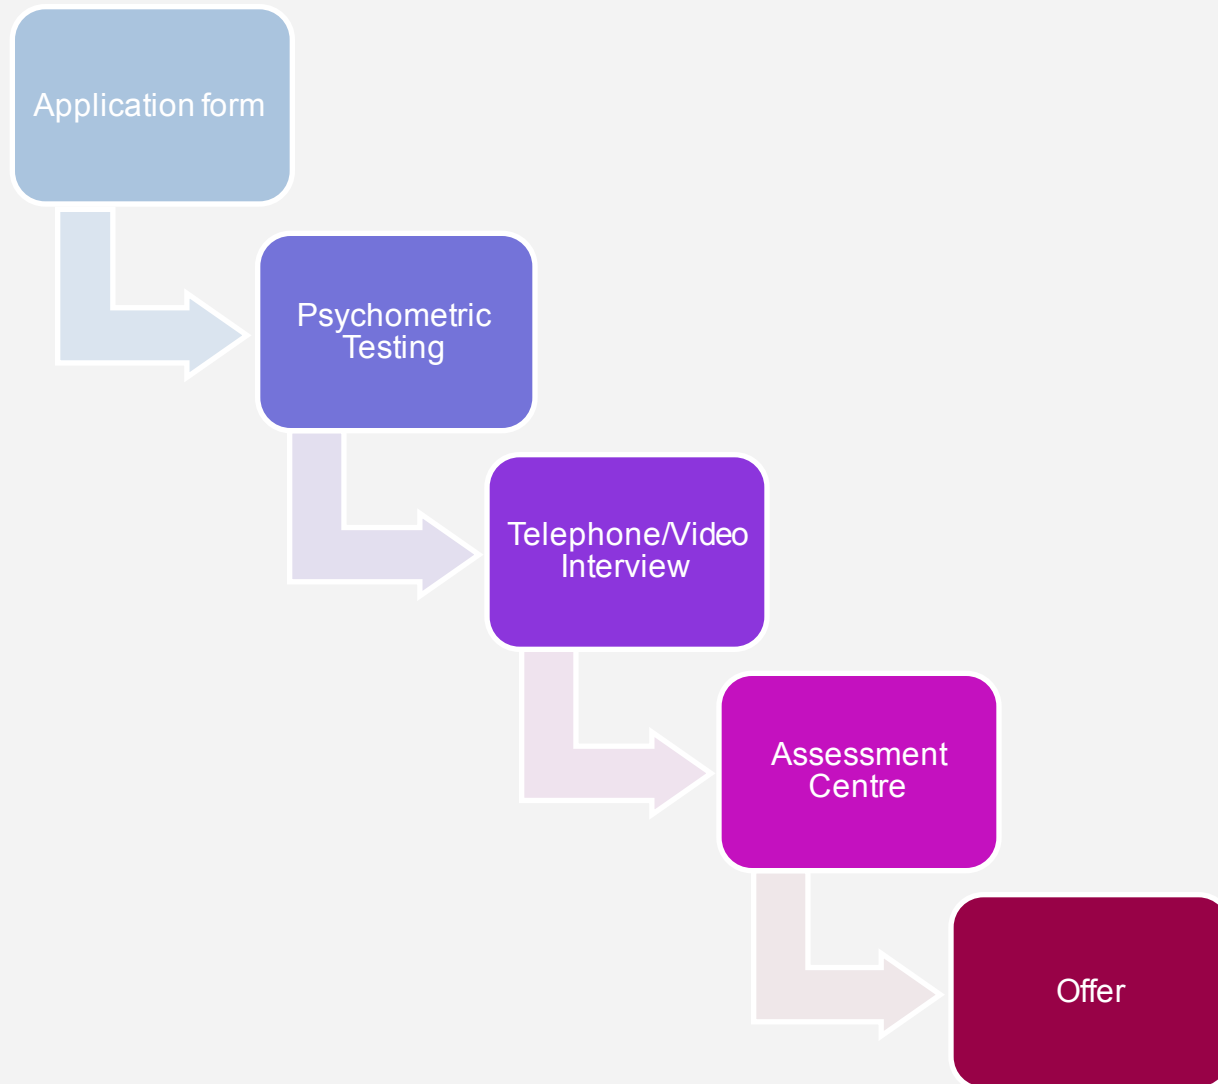 Application form
Psychometric
Testing
Telephone/Video
Interview
Assessment
Centre
Offer